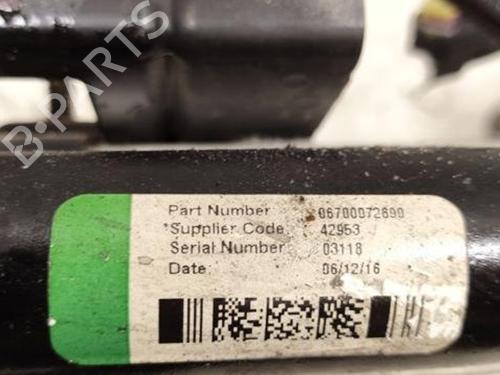 B-PARTS
Part Number 06700072690
Supplier Code: 42953
Serial Number 03118
Date: 06/12/16